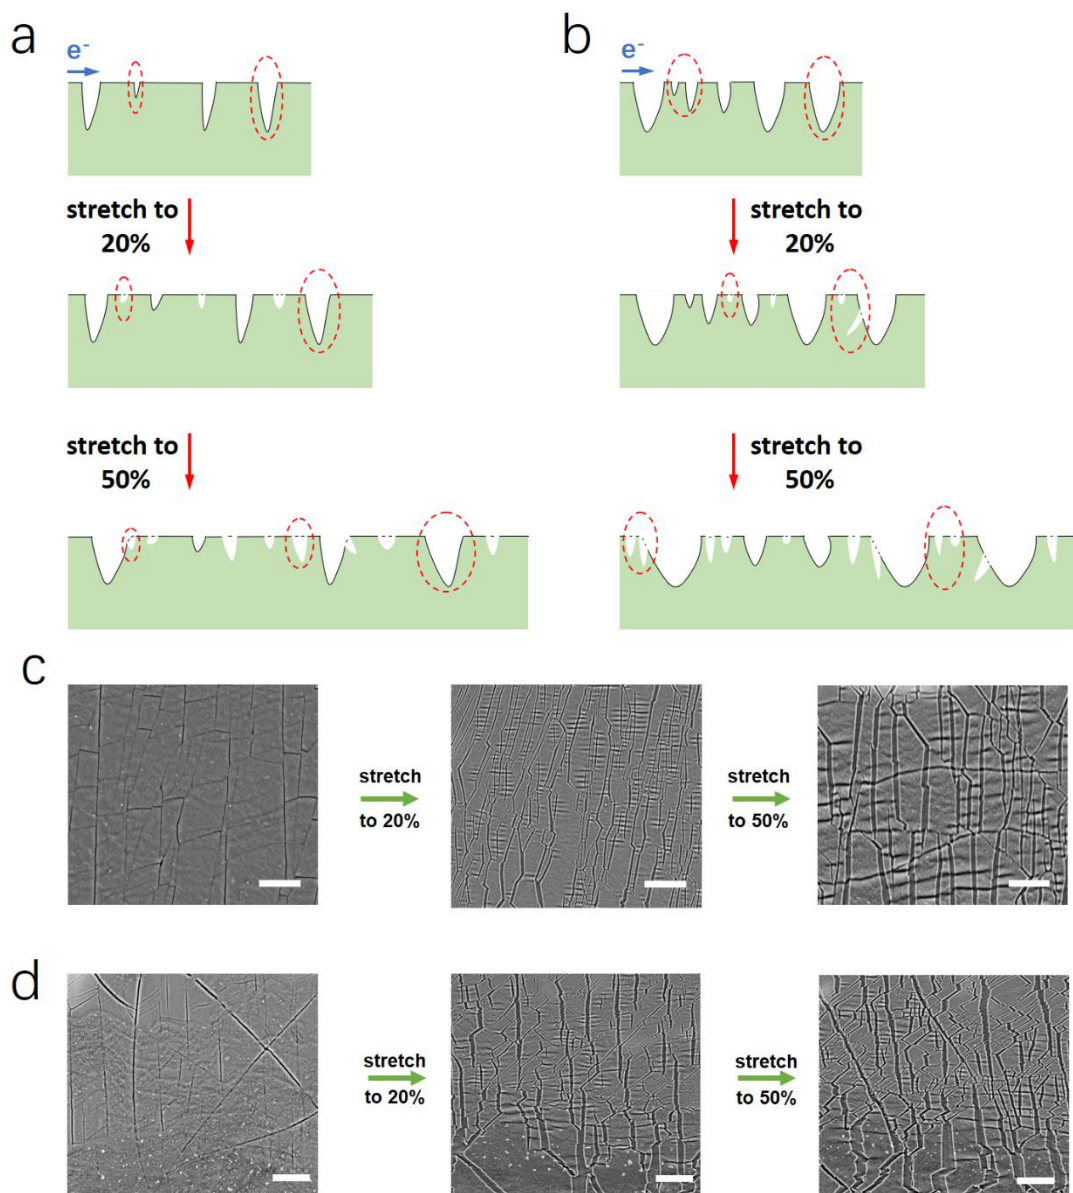 a
b
e-
e-
stretch to
20%
stretch to
20%
stretch to
50%
stretch to
50%
c
stretch
to 20%
stretch
to 50%
d
stretch
to 20%
stretch
to 50%